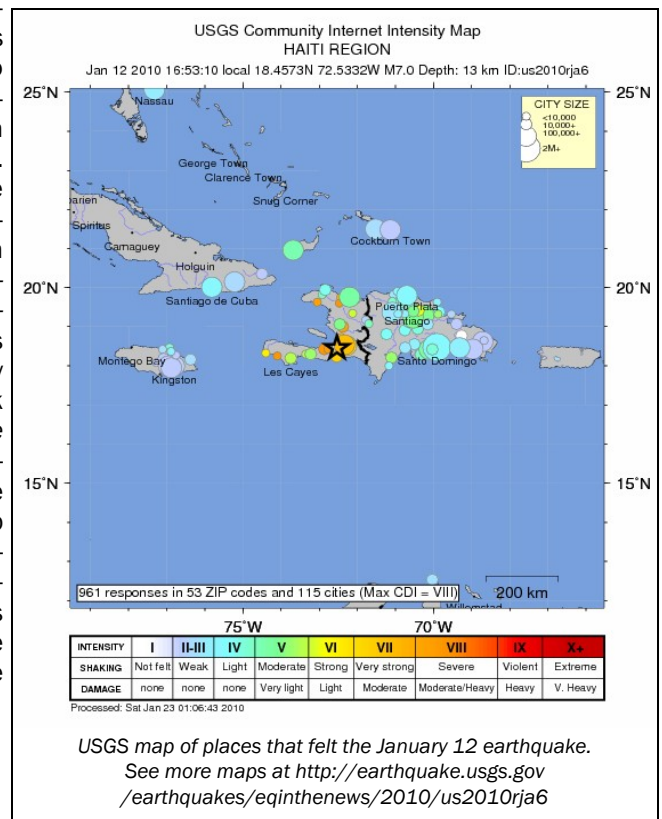 USGS Community Internet Intensity Map
HAITI REGION
Jan 12 2010 16:53:10 local 18.4573N 72.5332W M7.0 Depth: 13 km ID:us2010rja6
25°N
25°N
Nassau
CITY SIZE
<10,000
10,000+
100,000+
2M+
George Town
Clarence Town
Snug Corner
Spiritus
Camaguey
Cockburn Town
Holguin
20°N
20°N
Santiago de Cuba
Puerto Plata
Santiago
Montego Bay
Kingston
Les Cayes
Santo Domingo
15°N
15°N
961 responses in 53 ZIP codes and 115 cities (Max CDI = VIII)
200 km
75°W 70°W
INTENSITY I II-III IV V VI VII VIII IX X+
SHAKING Not felt Weak Light Moderate Strong Very strong Severe Violent Extreme
DAMAGE none none none Very light Light Moderate Moderate/Heavy Heavy V. Heavy
Processed: Sat Jan 23 01:06:43 2010
USGS map of places that felt the January 12 earthquake.
See more maps at http://earthquake.usgs.gov
/earthquakes/eqinthenews/2010/us2010rja6